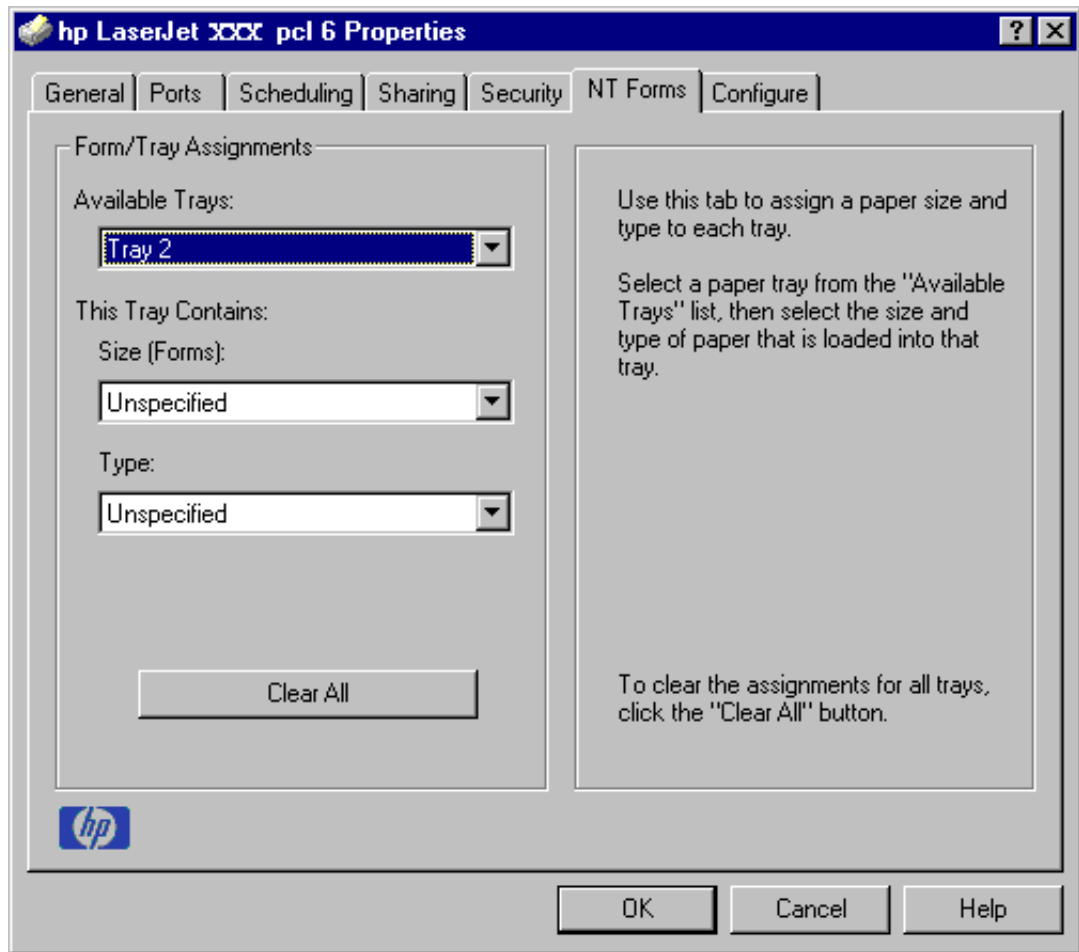 hp LaserJet XXX pcl 6 Properties
General Ports Scheduling Sharing Security NT Forms Configure
Form/Tray Assignments
Available Trays:
Tray 2
This Tray Contains:
Size (Forms):
Unspecified
Type:
Unspecified
Clear All
Use this tab to assign a paper size and
type to each tray.
Select a paper tray from the "Available
Trays" list, then select the size and
type of paper that is loaded into that
tray.
To clear the assignments for all trays,
click the "Clear All" button.
hp
OK Cancel Help